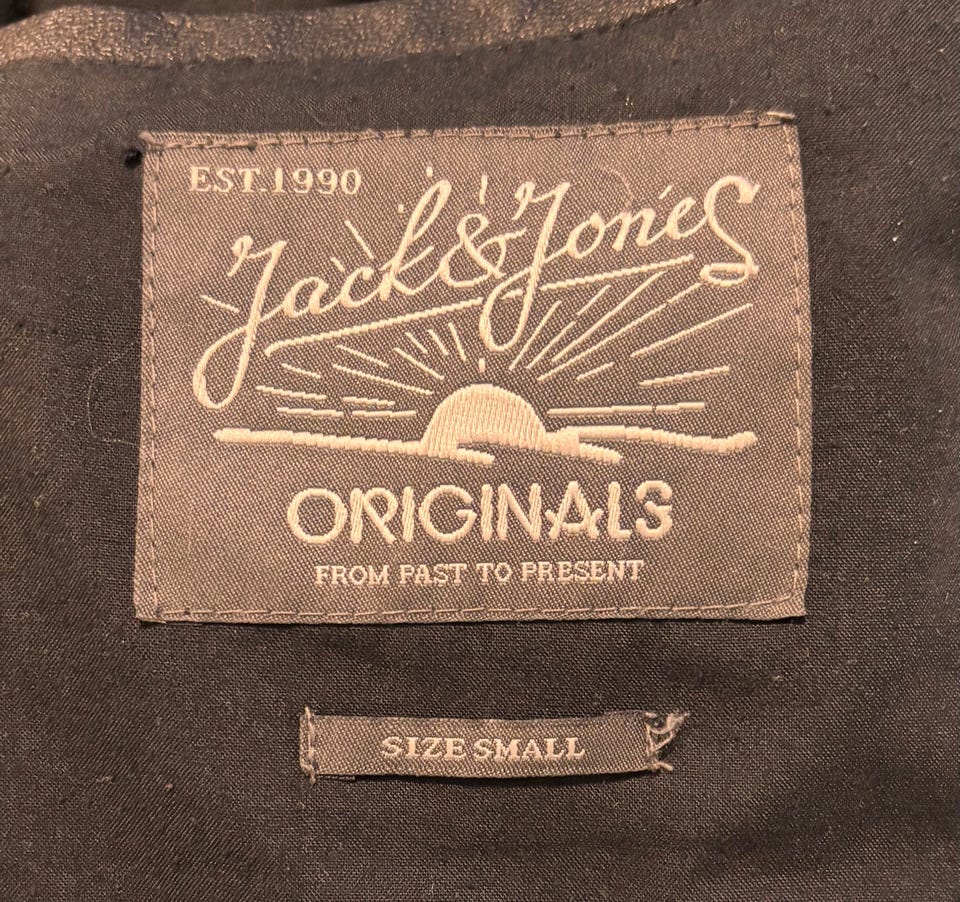 EST.1990
Jack&Jones
ORIGINALS
FROM PAST TO PRESENT
SIZE SMALL